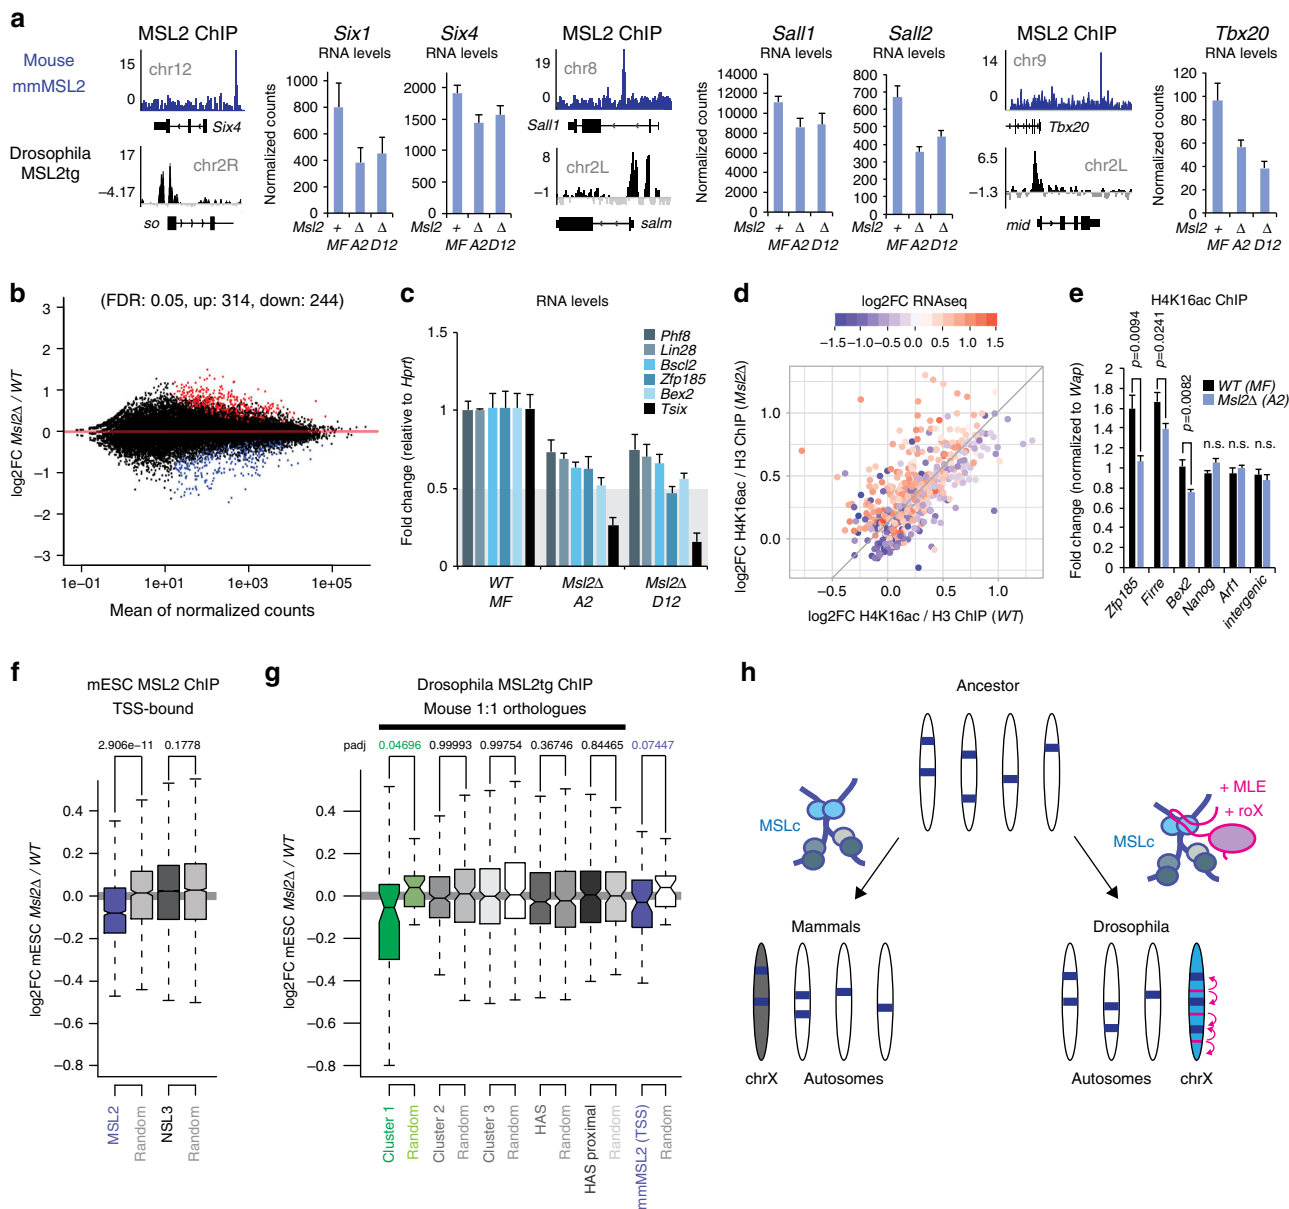 a
MSL2 ChIP
Mouse
mmMSL2
15
0
chr12
Six4
Drosophila
MSL2tg
17
−4.17
chr2R
so
Six1
RNA levels
Normalized counts
1000
800
600
400
200
0
Msl2 + Δ Δ
MF A2 D12
Six4
RNA levels
2000
1500
1000
500
0
+ Δ Δ
MF A2 D12
MSL2 ChIP
19
0
chr8
Sall1
8
−1
chr2L
salm
Sall1
RNA levels
Normalized counts
14000
12000
10000
8000
6000
4000
2000
0
Msl2 + Δ Δ
MF A2 D12
Sall2
RNA levels
800
700
600
500
400
300
200
100
0
+ Δ Δ
MF A2 D12
MSL2 ChIP
14
0
chr9
Tbx20
6.5
−1.3
chr2L
mid
Tbx20
RNA levels
Normalized counts
120
100
80
60
40
20
0
Msl2 + Δ Δ
MF A2 D12
b
(FDR: 0.05, up: 314, down: 244)
log2FC Msl2Δ / WT
3
2
1
0
−1
−2
−3
1e−01 1e+01 1e+03 1e+05
Mean of normalized counts
c
RNA levels
Fold change (relative to Hprt)
1.5
1
0.5
0
Phf8
Lin28
Bscl2
Zfp185
Bex2
Tsix
WT
MF
Msl2Δ
A2
Msl2Δ
D12
d
log2FC RNAseq
−1.5 −1.0 −0.5 0.0 0.5 1.0 1.5
log2FC H4K16ac / H3 ChIP (Msl2Δ)
1.0
0.5
0.0
−0.5 0.0 0.5 1.0
log2FC H4K16ac / H3 ChIP (WT)
e
H4K16ac ChIP
Fold change (normalized to Wap)
2
1.8
1.6
1.4
1.2
1
0.8
0.6
0.4
0.2
0
p=0.0094
p=0.0241
p=0.0082
WT (MF)
Msl2Δ (A2)
n.s. n.s. n.s.
Zfp185
Firre
Bex2
Nanog
Arf1
intergenic
f
mESC MSL2 ChIP
TSS-bound
2.906e−11 0.1778
log2FC mESC Msl2Δ / WT
0.4
0.2
0.0
−0.2
−0.4
−0.6
−0.8
MSL2
Random
NSL3
Random
g
Drosophila MSL2tg ChIP
Mouse 1:1 orthologues
padj 0.04696 0.99993 0.99754 0.36746 0.84465 0.07447
log2FC mESC Msl2Δ / WT
0.4
0.2
0.0
−0.2
−0.4
−0.6
−0.8
Cluster 1
Random
Cluster 2
Random
Cluster 3
Random
HAS
Random
HAS proximal
Random
mmMSL2 (TSS)
Random
h
Ancestor
MSLc
+ MLE
+ roX
MSLc
Mammals
Drosophila
chrX Autosomes
Autosomes chrX